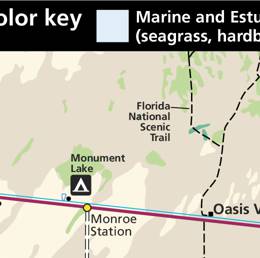 olor key
Marine and Estu
(seagrass, hardb
Florida
National
Scenic
Trail
Monument
Lake
Monroe
Station
Oasis V